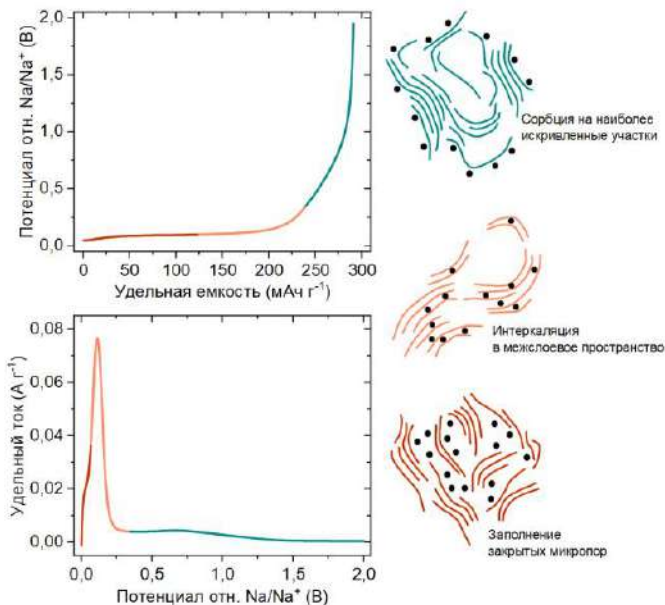 Потенциал отн. Na/Na⁺ (В)
2,0
1,5
1,0
0,5
0,0
0 50 100 150 200 250 300
Удельная емкость (мАч г⁻¹)
Сорбция на наиболее
искривленные участки
Интеркаляция
в межслоевое пространство
Удельный ток (А г⁻¹)
0,08
0,06
0,04
0,02
0,00
0,0 0,5 1,0 1,5 2,0
Потенциал отн. Na/Na⁺ (В)
Заполнение
закрытых микропор